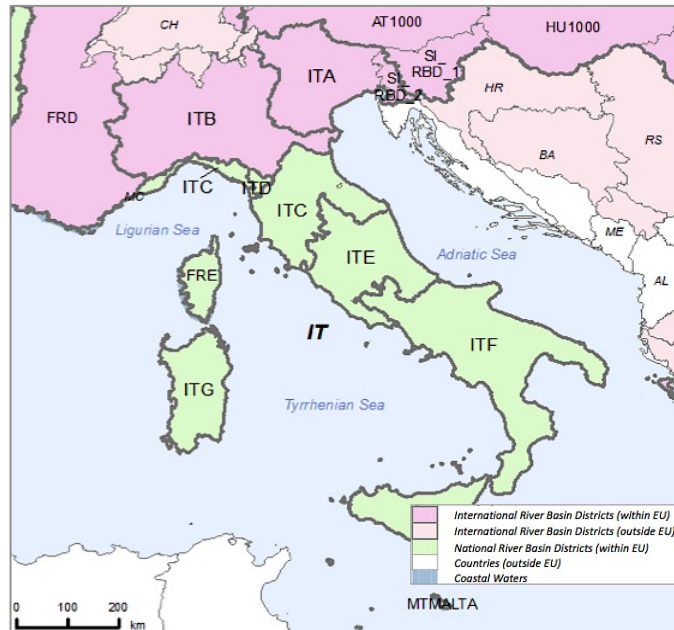 CH
AT1000
HU1000
SI_
RBD_1
ITA
SI_
RBD_2
HR
FRD
ITB
RS
BA
MC
ITC
ITD
ITC
Ligurian Sea
ME
Adriatic Sea
ITE
FRE
AL
IT
ITF
ITG
Tyrrhenian Sea
International River Basin Districts (within EU)
International River Basin Districts (outside EU)
National River Basin Districts (within EU)
Countries (outside EU)
Coastal Waters
MTMALTA
0 100 200
km